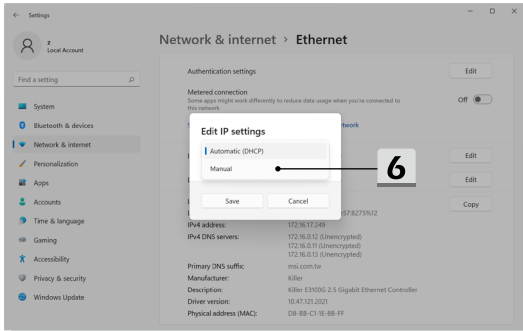 Settings
z
Local Account
Find a setting
System
Bluetooth & devices
Network & internet
Personalization
Apps
Accounts
Time & language
Gaming
Accessibility
Privacy & security
Windows Update
Network & internet > Ethernet
Authentication settings
Edit
Metered connection
Some apps might work differently to reduce data usage when you're connected to
this network.
Off
etwork
Edit IP settings
Automatic (DHCP)
Manual
6
Save
Cancel
Edit
Edit
Copy
e57:8275%12
IPv4 address: 172.16.17.249
IPv4 DNS servers: 172.16.0.12 (Unencrypted)
172.16.0.11 (Unencrypted)
172.16.0.13 (Unencrypted)
Primary DNS suffix: msi.com.tw
Manufacturer: Killer
Description: Killer E3100G 2.5 Gigabit Ethernet Controller
Driver version: 10.47.121.2021
Physical address (MAC): D8-BB-C1-1E-8B-FF